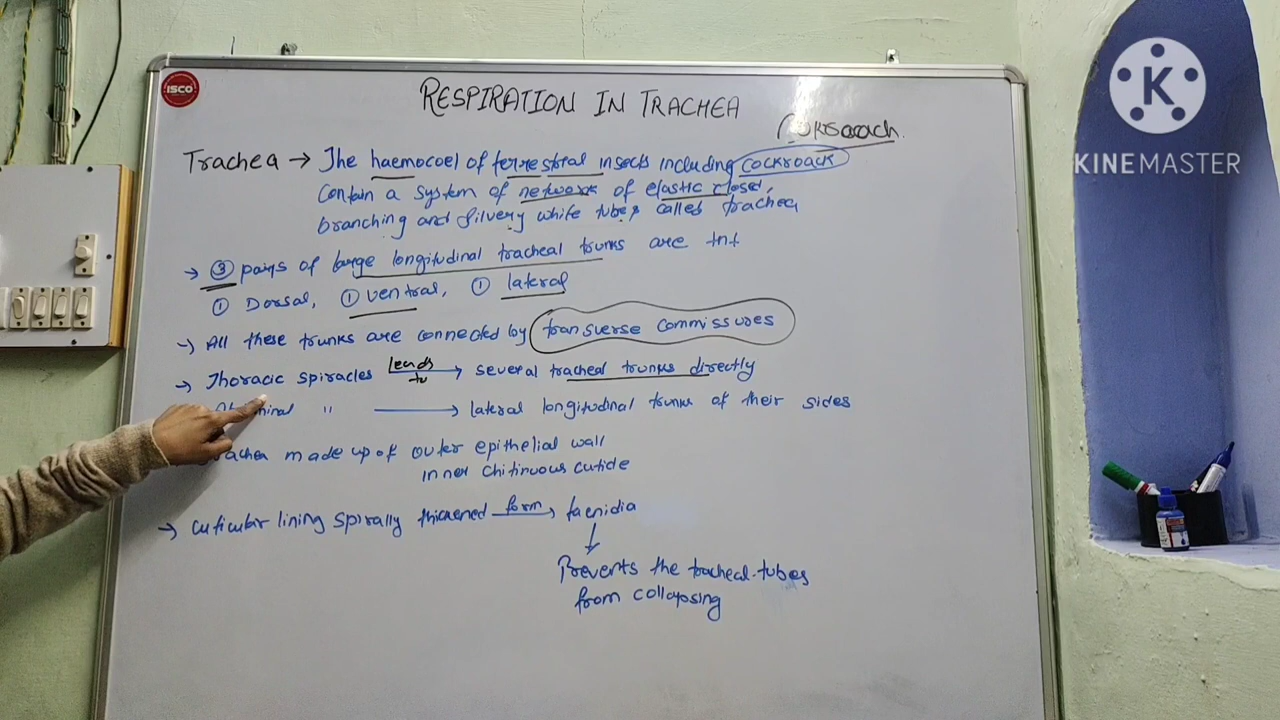 ISCO
RESPIRATION IN TRACHEA
K
KINEMASTER
Trachea → The haemocoel of terrestrial insects including cockroack
Contain a system of network of elastic closed,
branching and silvery white tubes called trachea
→ ③ pairs of large longitudinal tracheal trunks are
① Dorsal, ① ventral, ① lateral
→ All these trunks are connected by transverse commissures
→ Thoracic spiracles leads to → several tracheal trunks directly
" → lateral longitudinal trunks of their sides
made up of outer epithelial wall
inner chitinuous cuticle
→ cuticular lining spirally thickened form → taenidia
↓
Prevents the tracheal tubes
from collapsing